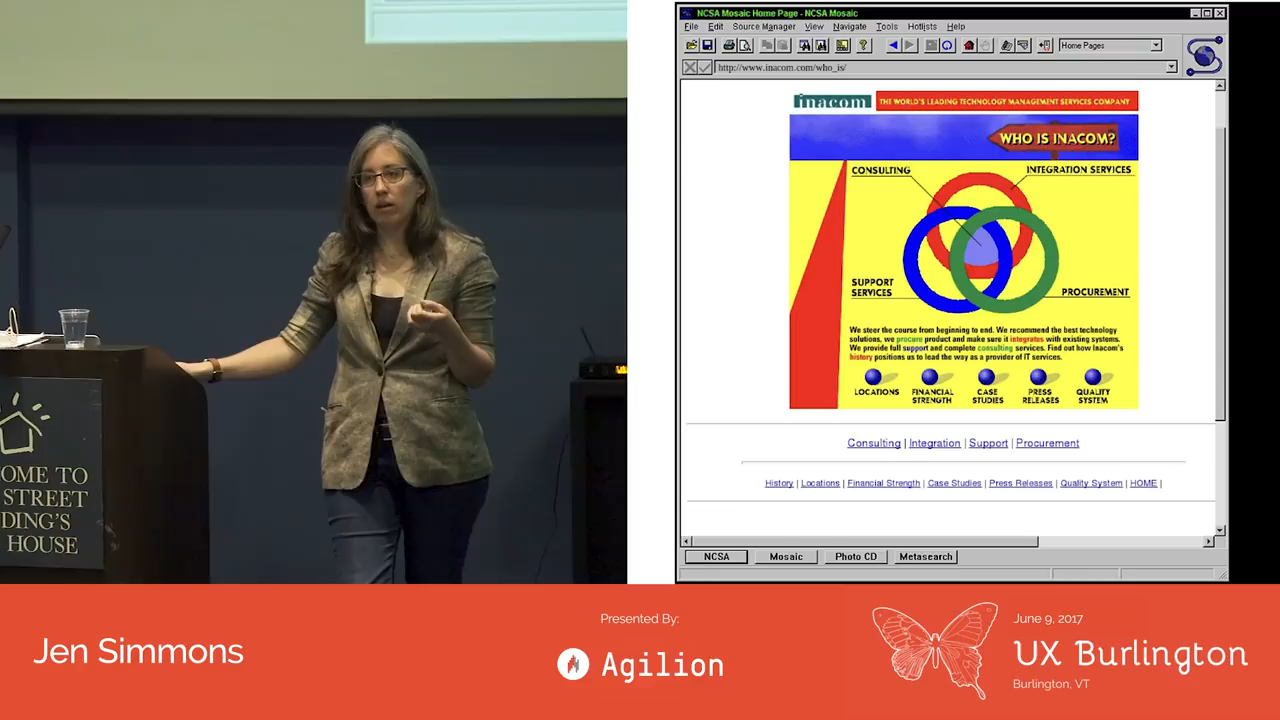 OME TO
STREET
DING'S
HOUSE
NCSA Mosaic Home Page - NCSA Mosaic
File Edit Source Manager View Navigate Tools Hotlists Help
Home Pages
http://www.inacom.com/who_is/
inacom THE WORLD'S LEADING TECHNOLOGY MANAGEMENT SERVICES COMPANY
WHO IS INACOM?
CONSULTING
INTEGRATION SERVICES
SUPPORT
SERVICES
PROCUREMENT
We steer the course from beginning to end. We recommend the best technology
solutions, we procure product and make sure it integrates with existing systems.
We provide full support and complete consulting services. Find out how Inacom's
history positions us to lead the way as a provider of IT services.
LOCATIONS
FINANCIAL
STRENGTH
CASE
STUDIES
PRESS
RELEASES
QUALITY
SYSTEM
Consulting | Integration | Support | Procurement
History | Locations | Financial Strength | Case Studies | Press Releases | Quality System | HOME |
NCSA Mosaic Photo CD Metasearch
Jen Simmons
Presented By:
Agilion
June 9, 2017
UX Burlington
Burlington, VT